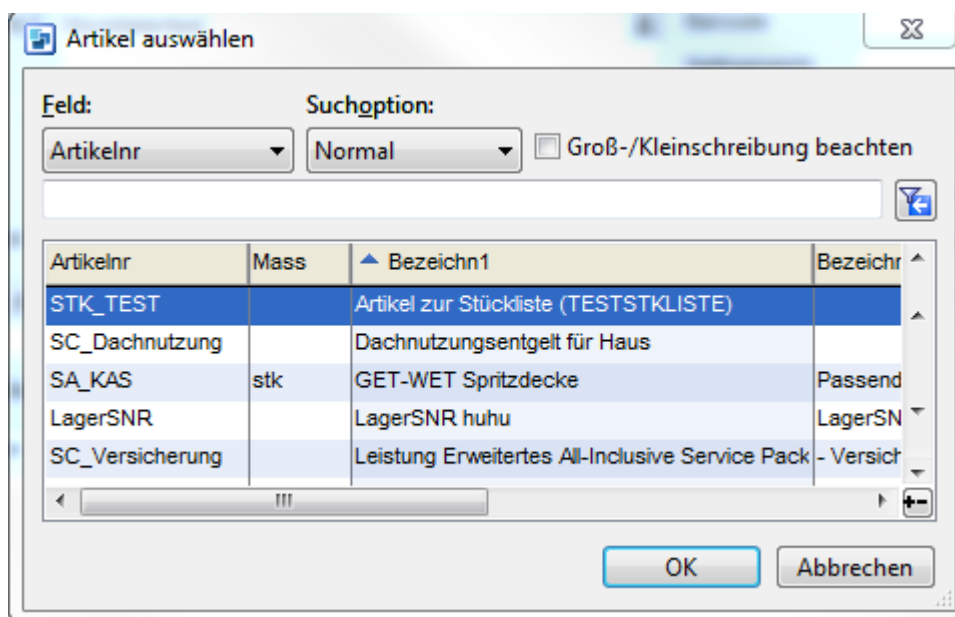 Artikel auswählen
Feld: Suchoption:
Artikelnr Normal Groß-/Kleinschreibung beachten
Artikelnr Mass Bezeichn1 Bezeichn
STK_TEST Artikel zur Stückliste (TESTSTKLISTE)
SC_Dachnutzung Dachnutzungsentgelt für Haus
SA_KAS stk GET-WET Spritzdecke Passend
LagerSNR LagerSNR huhu LagerSN
SC_Versicherung Leistung Erweitertes All-Inclusive Service Pack - Versich
OK Abbrechen